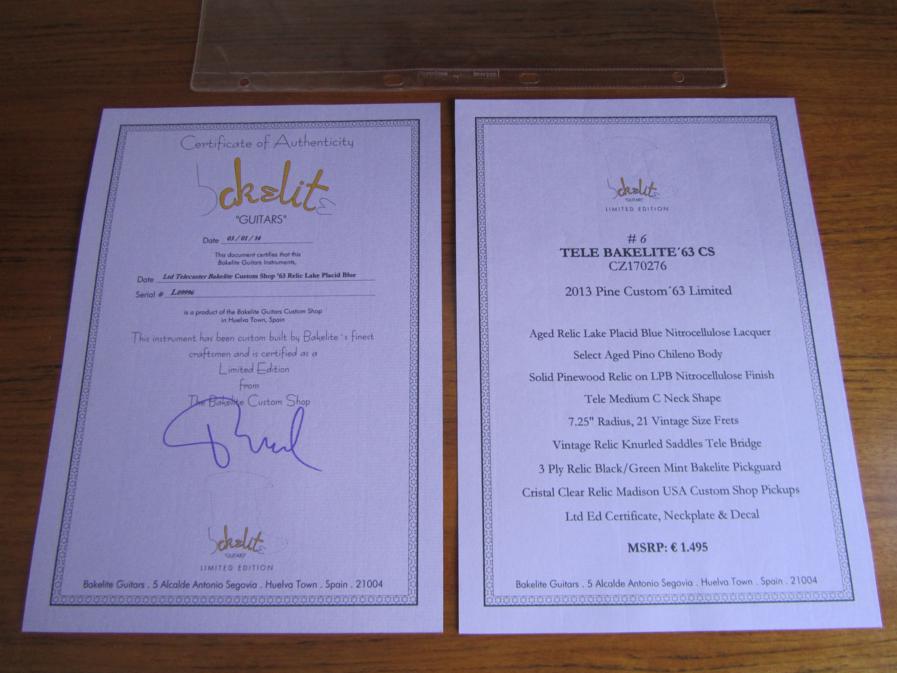 Certificate of Authenticity
bakelite
"GUITARS"
Date 03/01/14
This document certifies that this
Bakelite Guitars Instruments,
Date Ltd Telecaster Bakelite Custom Shop '63 Relic Lake Placid Blue
Serial # L09996
is a product of the Bakelite Guitars Custom Shop
in Huelva Town, Spain
This instrument has been custom built by Bakelite´s finest
craftsmen and is certified as a
Limited Edition
from
The Bakelite Custom Shop
bakelite
"GUITARS"
LIMITED EDITION
Bakelite Guitars . 5 Alcalde Antonio Segovia . Huelva Town . Spain . 21004
bakelite
"GUITARS"
LIMITED EDITION
# 6
TELE BAKELITE´63 CS
CZ170276
2013 Pine Custom´63 Limited
Aged Relic Lake Placid Blue Nitrocellulose Lacquer
Select Aged Pino Chileno Body
Solid Pinewood Relic on LPB Nitrocellulose Finish
Tele Medium C Neck Shape
7.25" Radius, 21 Vintage Size Frets
Vintage Relic Knurled Saddles Tele Bridge
3 Ply Relic Black/Green Mint Bakelite Pickguard
Cristal Clear Relic Madison USA Custom Shop Pickups
Ltd Ed Certificate, Neckplate & Decal
MSRP: € 1.495
Bakelite Guitars . 5 Alcalde Antonio Segovia . Huelva Town . Spain . 21004